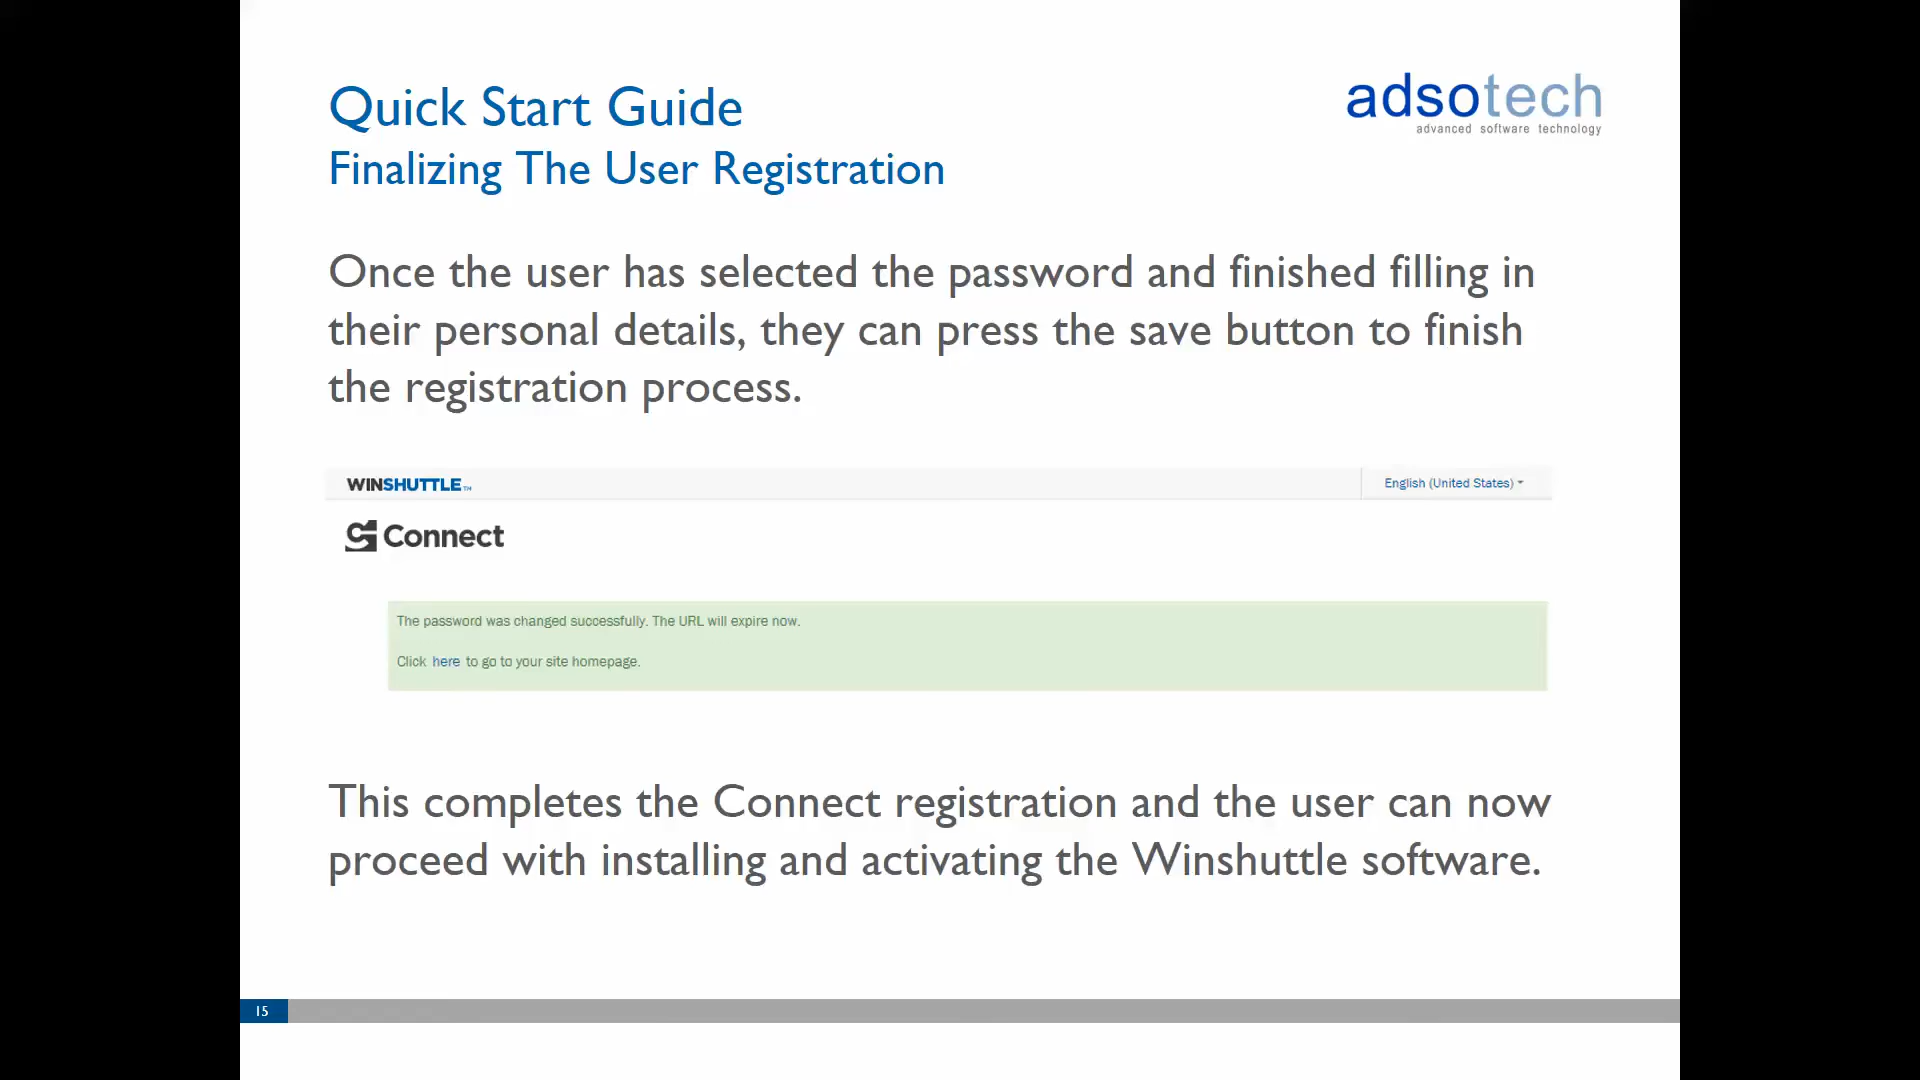 Quick Start Guide
adsotech
advanced software technology
Finalizing The User Registration
Once the user has selected the password and finished filling in
their personal details, they can press the save button to finish
the registration process.
WINSHUTTLE™
English (United States)
Connect
The password was changed successfully. The URL will expire now.
Click here to go to your site homepage.
This completes the Connect registration and the user can now
proceed with installing and activating the Winshuttle software.
15